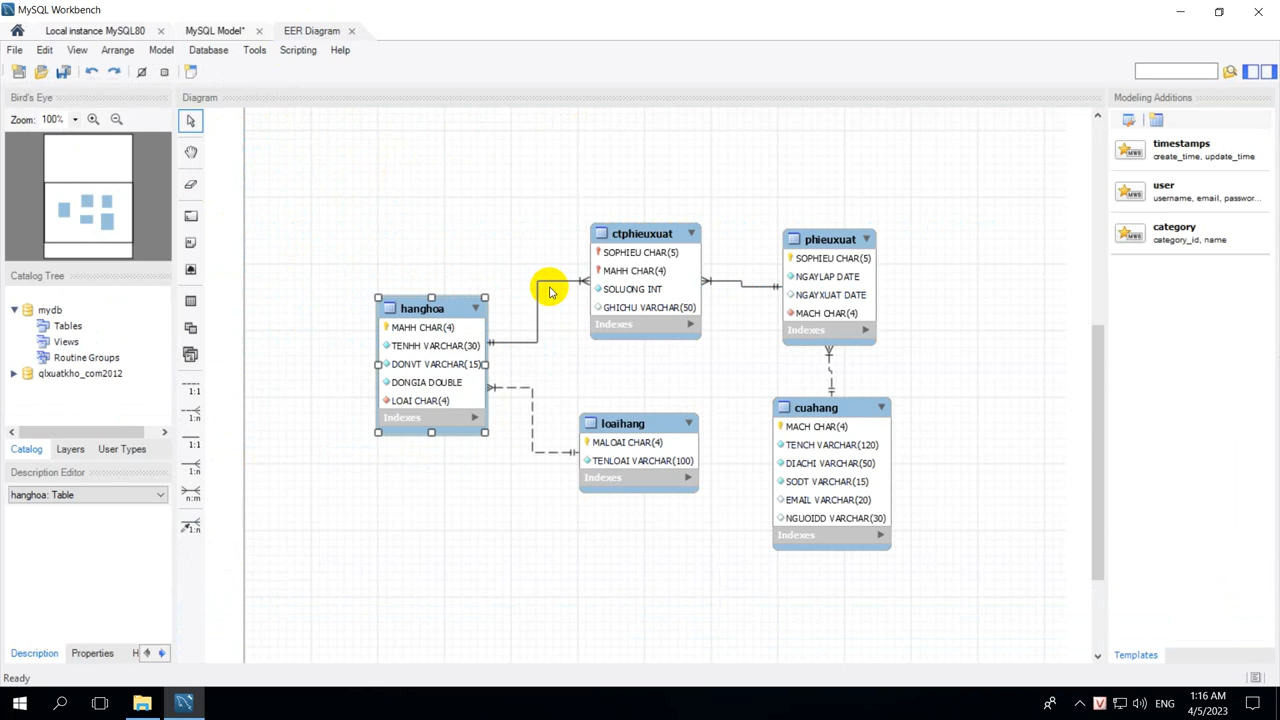 MySQL Workbench
Local instance MySQL80
MySQL Model*
EER Diagram
File Edit View Arrange Model Database Tools Scripting Help
Bird's Eye
Zoom: 100%
Diagram
Modeling Additions
timestamps
create_time, update_time
user
username, email, passwor...
category
category_id, name
Catalog Tree
mydb
Tables
Views
Routine Groups
qlxuatkho_com2012
Catalog Layers User Types
Description Editor
hanghoa: Table
Description Properties H
1:1
1:n
1:1
1:n
n:m
1:n
hanghoa
MAHH CHAR(4)
TENHH VARCHAR(30)
DONVT VARCHAR(15)
DONGIA DOUBLE
LOAI CHAR(4)
Indexes
ctphieuxuat
SOPHIEU CHAR(5)
MAHH CHAR(4)
SOLUONG INT
GHICHU VARCHAR(50)
Indexes
loaihang
MALOAI CHAR(4)
TENLOAI VARCHAR(100)
Indexes
phieuxuat
SOPHIEU CHAR(5)
NGAYLAP DATE
NGAYXUAT DATE
MACH CHAR(4)
Indexes
cuahang
MACH CHAR(4)
TENCH VARCHAR(120)
DIACHI VARCHAR(50)
SODT VARCHAR(15)
EMAIL VARCHAR(20)
NGUOIDD VARCHAR(30)
Indexes
Templates
Ready
ENG
1:16 AM
4/5/2023